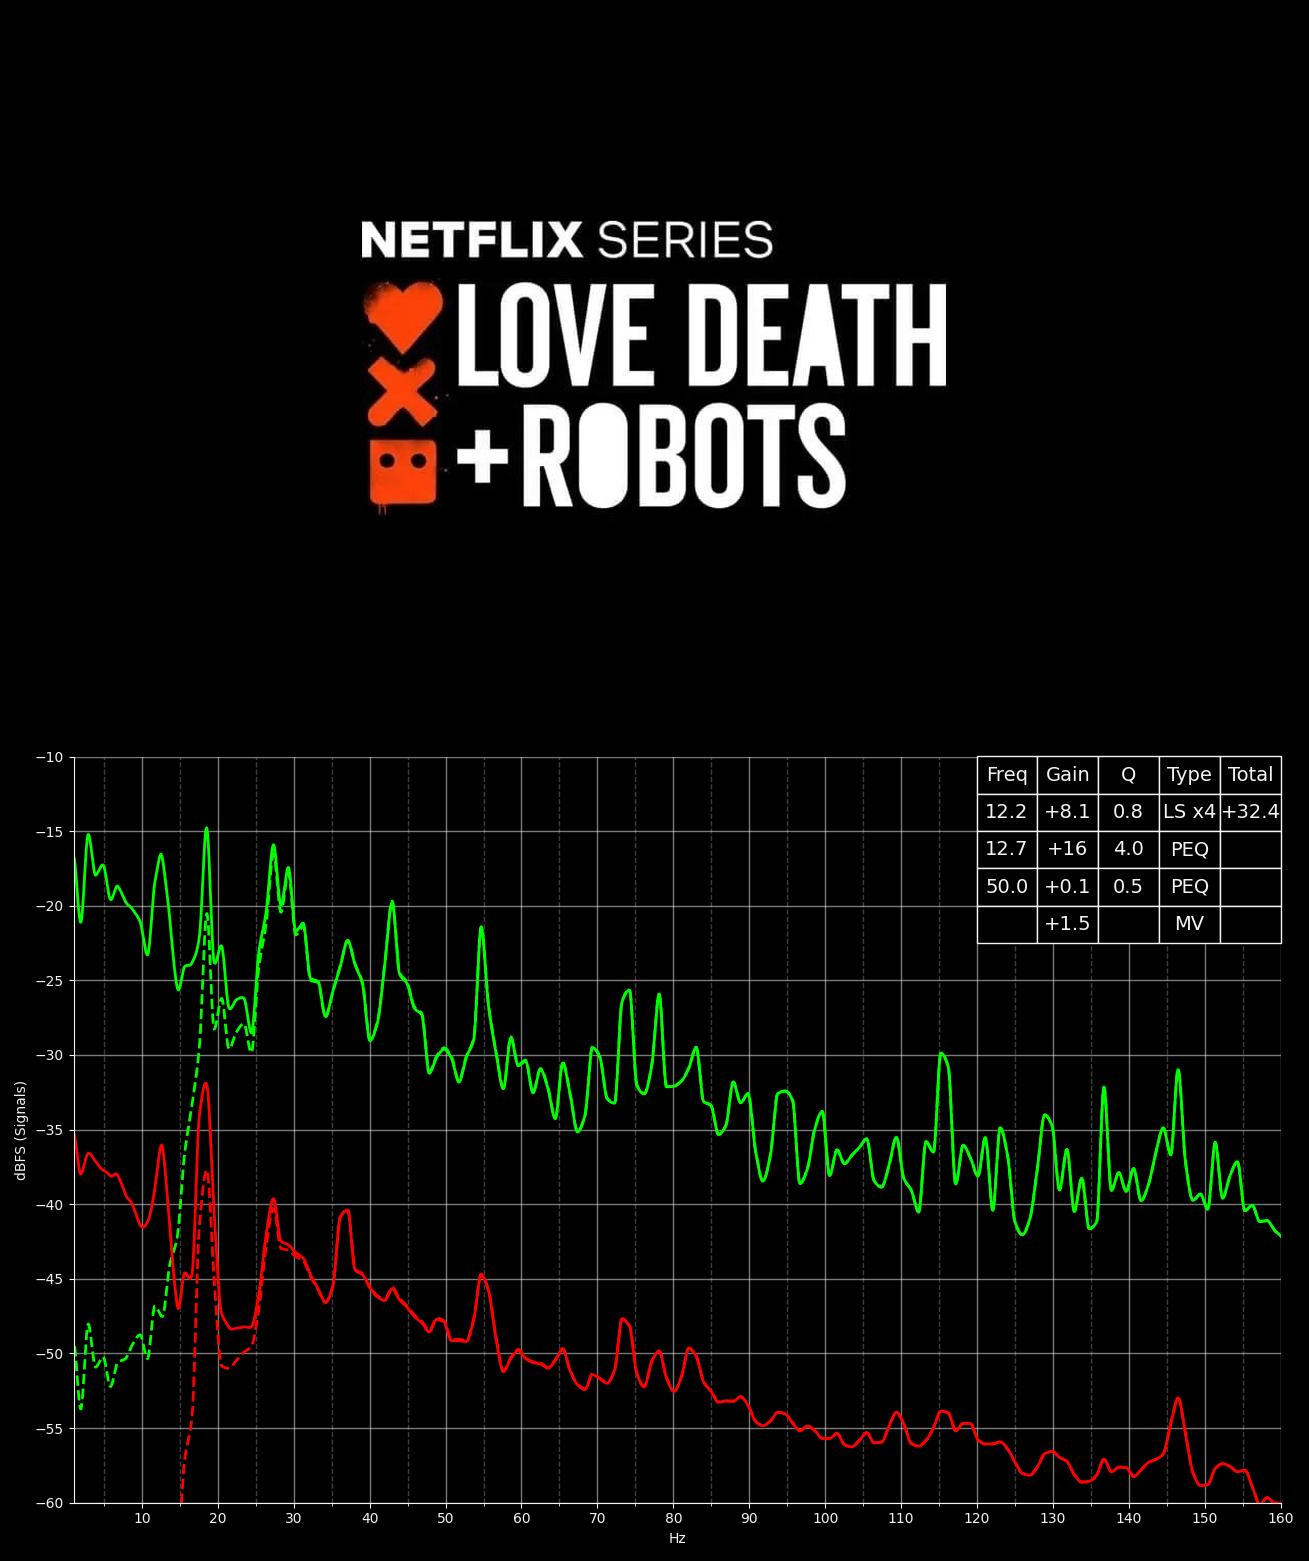 NETFLIX SERIES
LOVE DEATH
+ROBOTS
Freq Gain Q Type Total
12.2 +8.1 0.8 LS x4 +32.4
12.7 +16 4.0 PEQ
50.0 +0.1 0.5 PEQ
+1.5 MV
−10
−15
−20
−25
−30
−35
−40
−45
−50
−55
−60
dBFS (Signals)
10 20 30 40 50 60 70 80 90 100 110 120 130 140 150 160
Hz